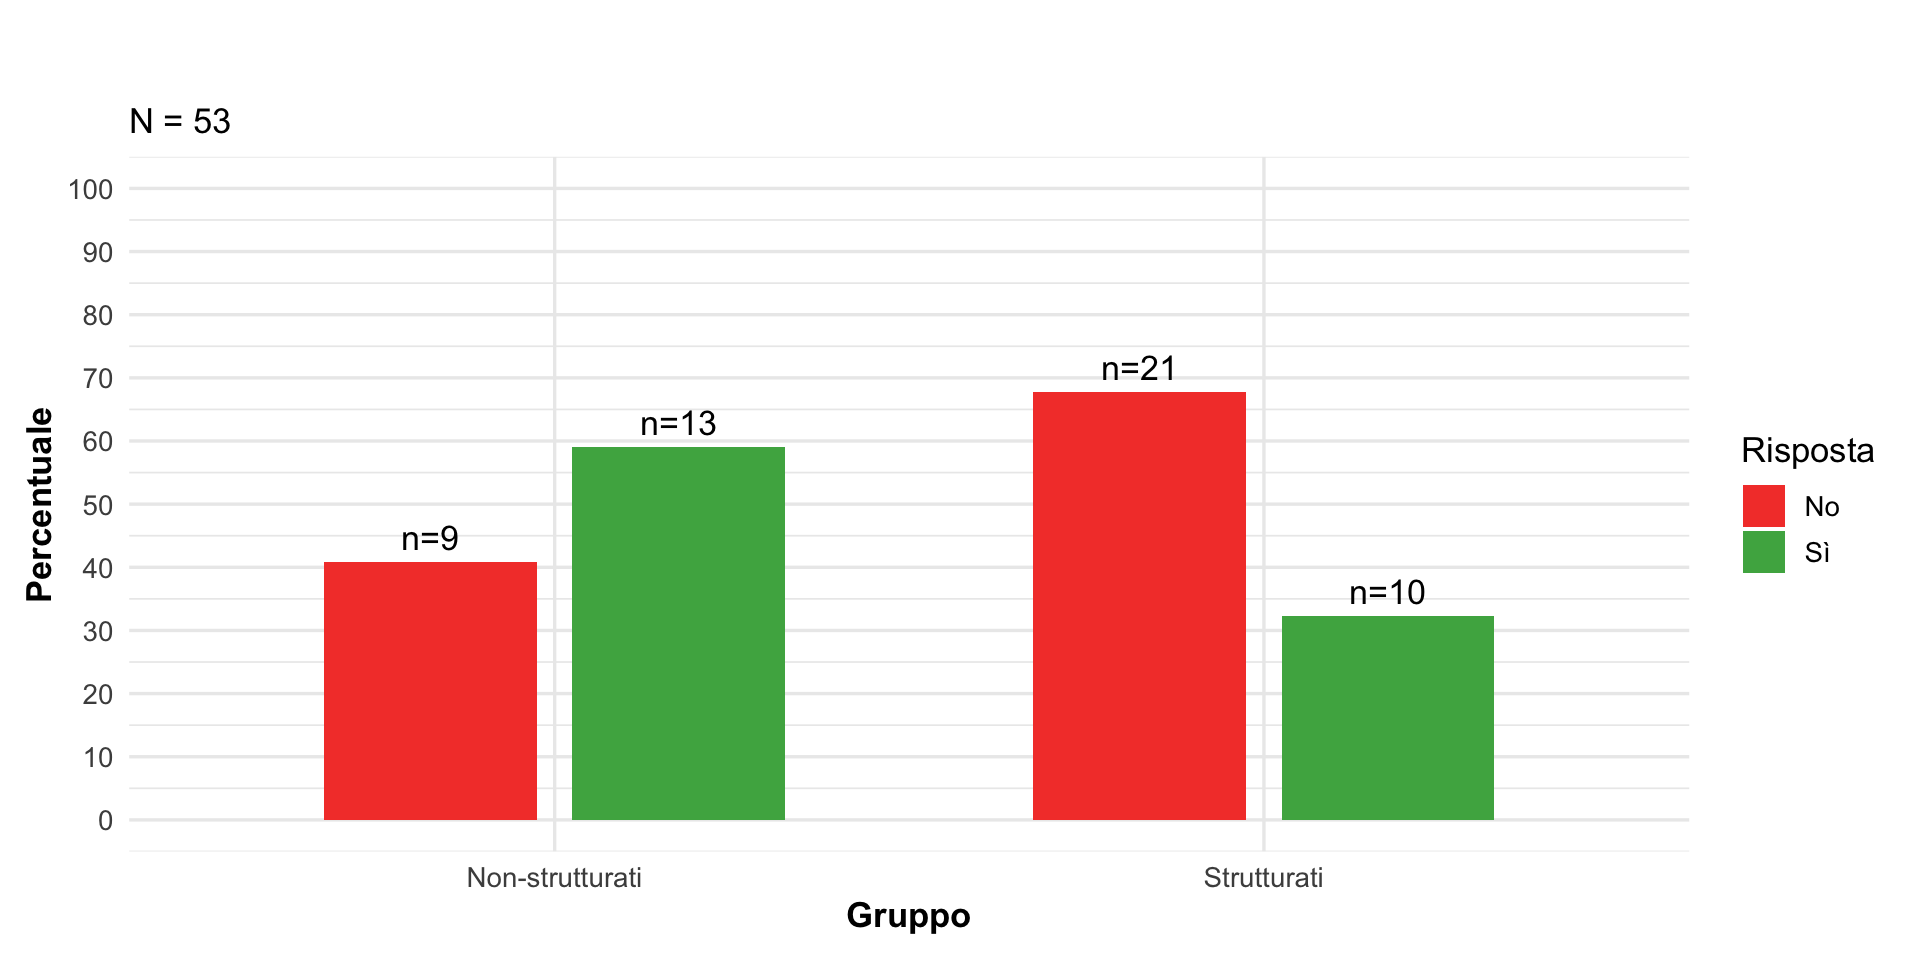 N = 53
100
90
80
70
60
50
40
30
20
10
0
Percentuale
n=9
n=13
n=21
n=10
Non-strutturati
Strutturati
Gruppo
Risposta
No
Sì